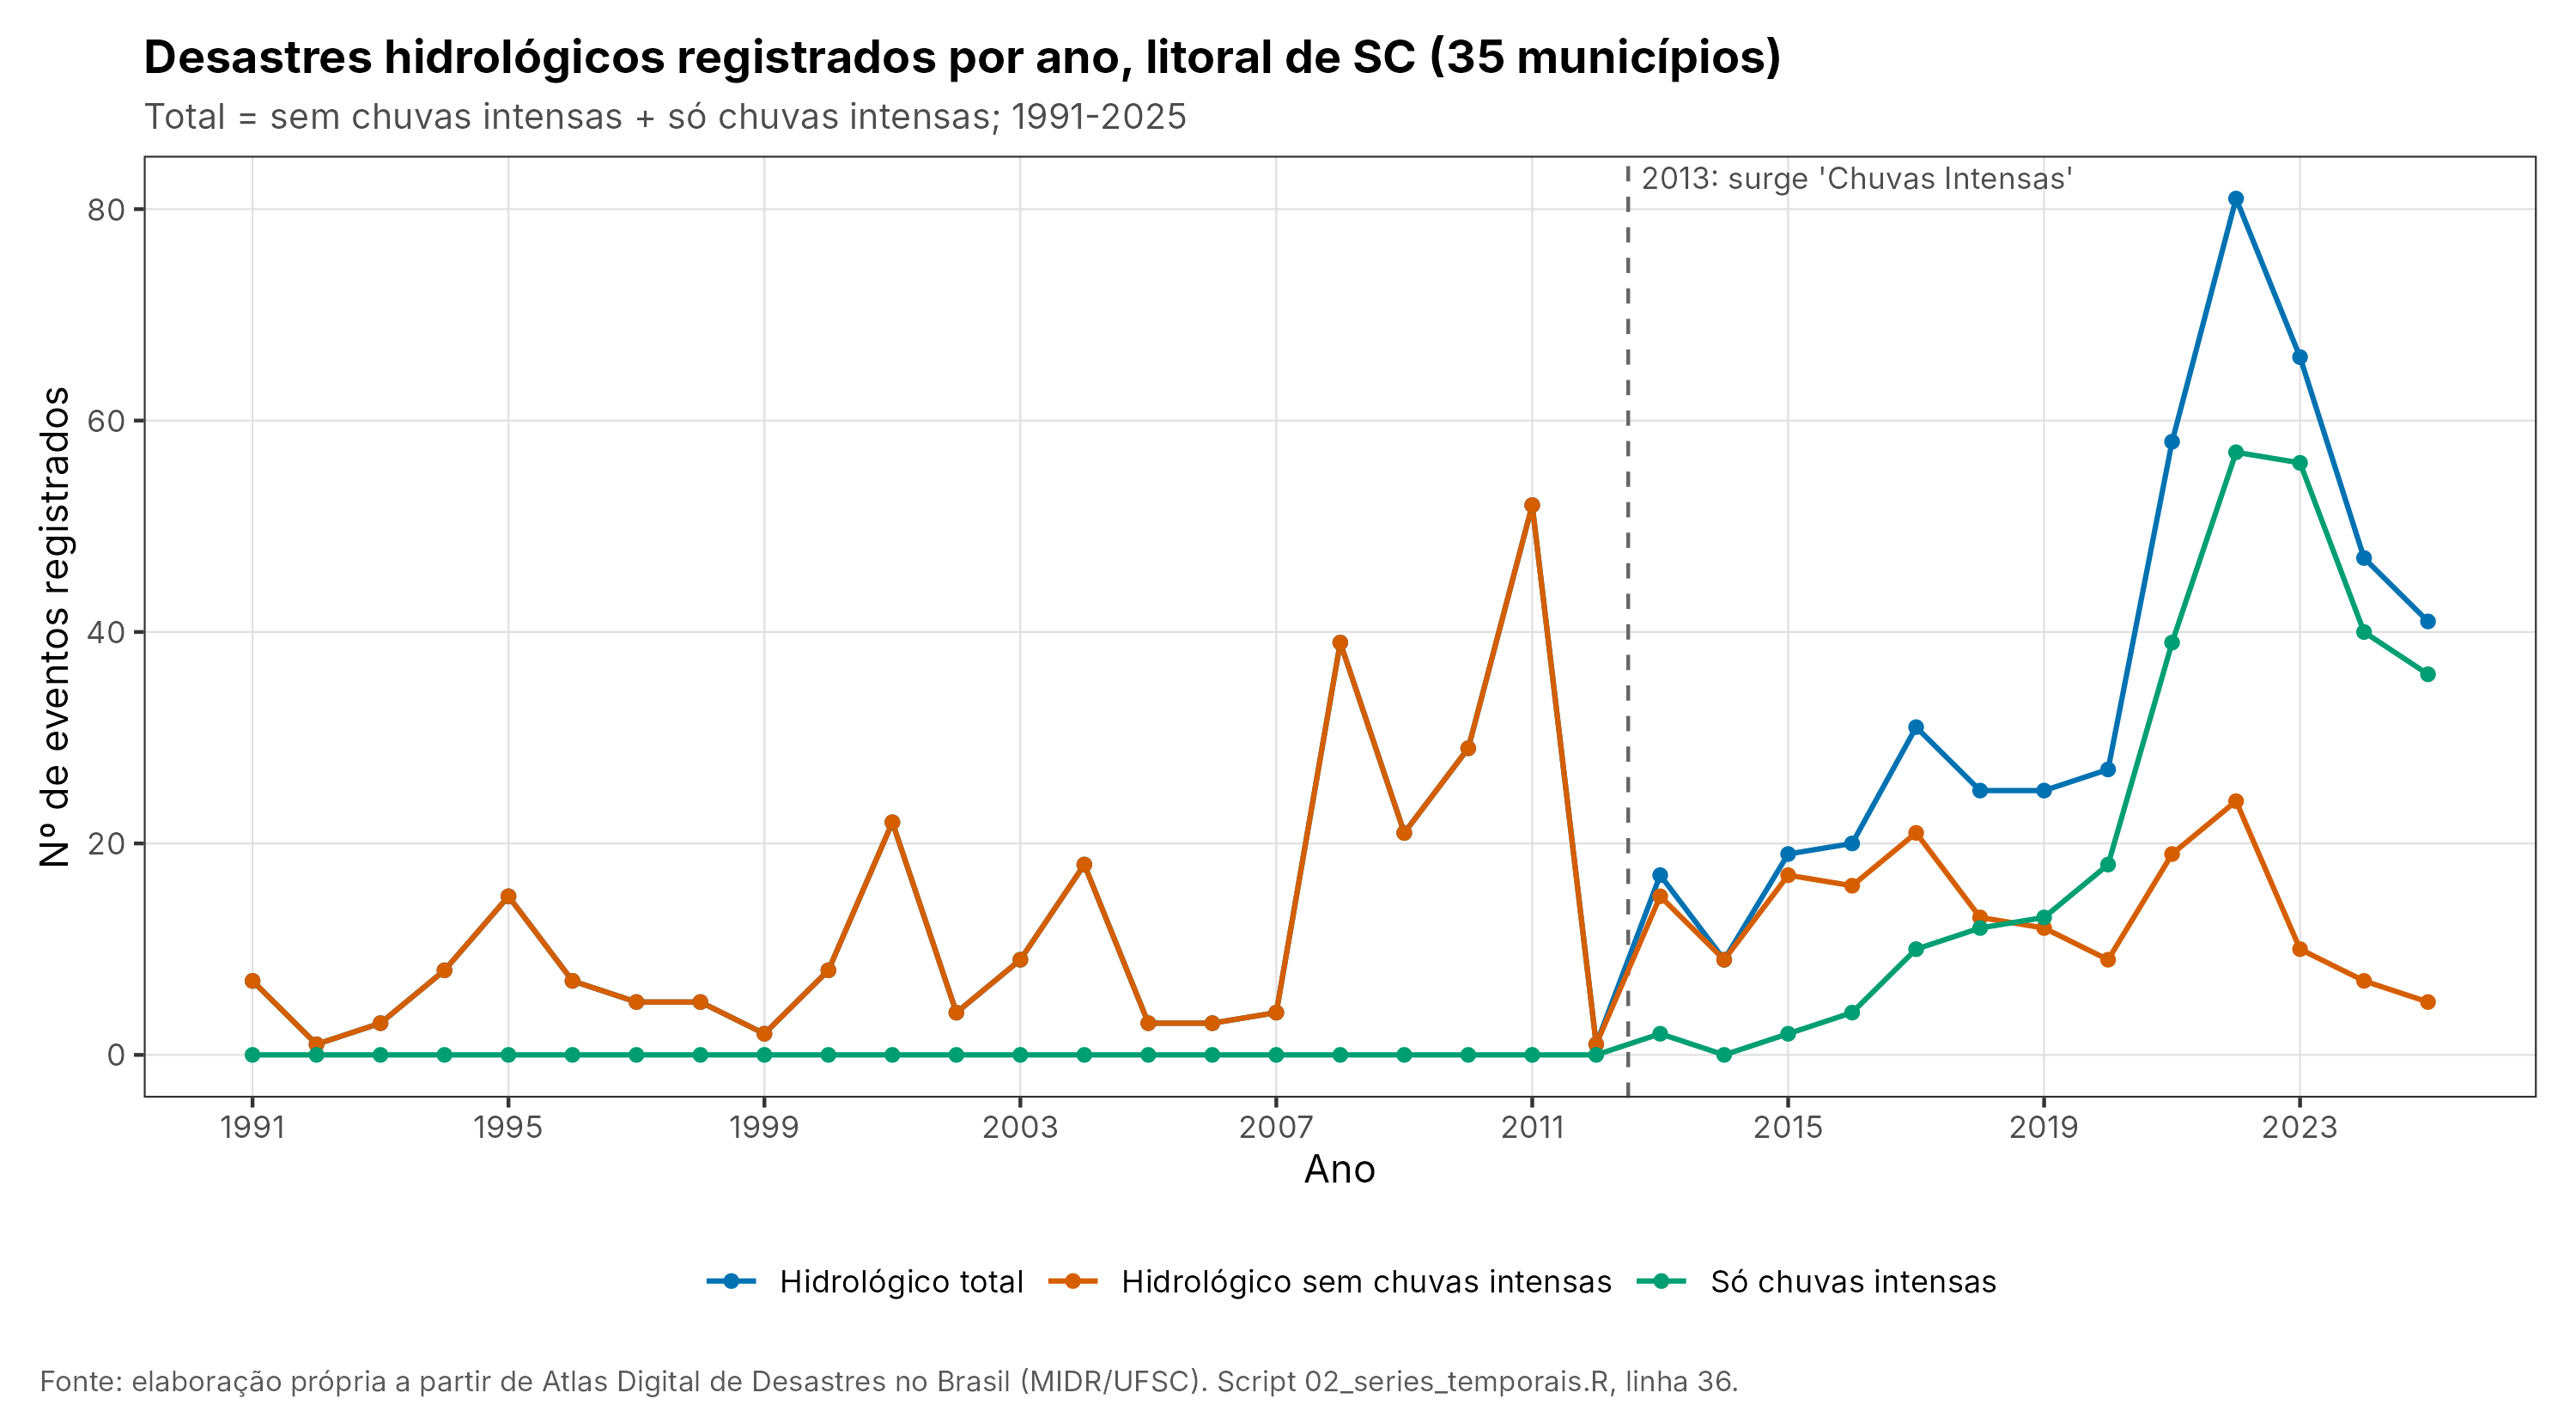 Desastres hidrológicos registrados por ano, litoral de SC (35 municípios)
Total = sem chuvas intensas + só chuvas intensas; 1991-2025
2013: surge 'Chuvas Intensas'
80
60
40
20
0
Nº de eventos registrados
1991 1995 1999 2003 2007 2011 2015 2019 2023
Ano
Hidrológico total Hidrológico sem chuvas intensas Só chuvas intensas
Fonte: elaboração própria a partir de Atlas Digital de Desastres no Brasil (MIDR/UFSC). Script 02_series_temporais.R, linha 36.